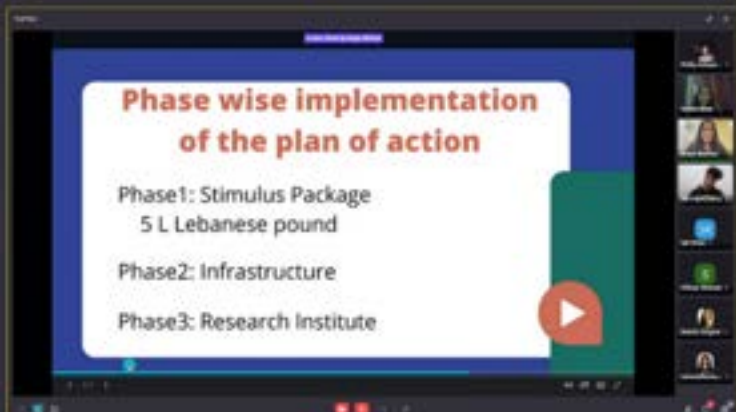 Phase wise implementation
of the plan of action
Phase1: Stimulus Package
5 L Lebanese pound
Phase2: Infrastructure
Phase3: Research Institute
S